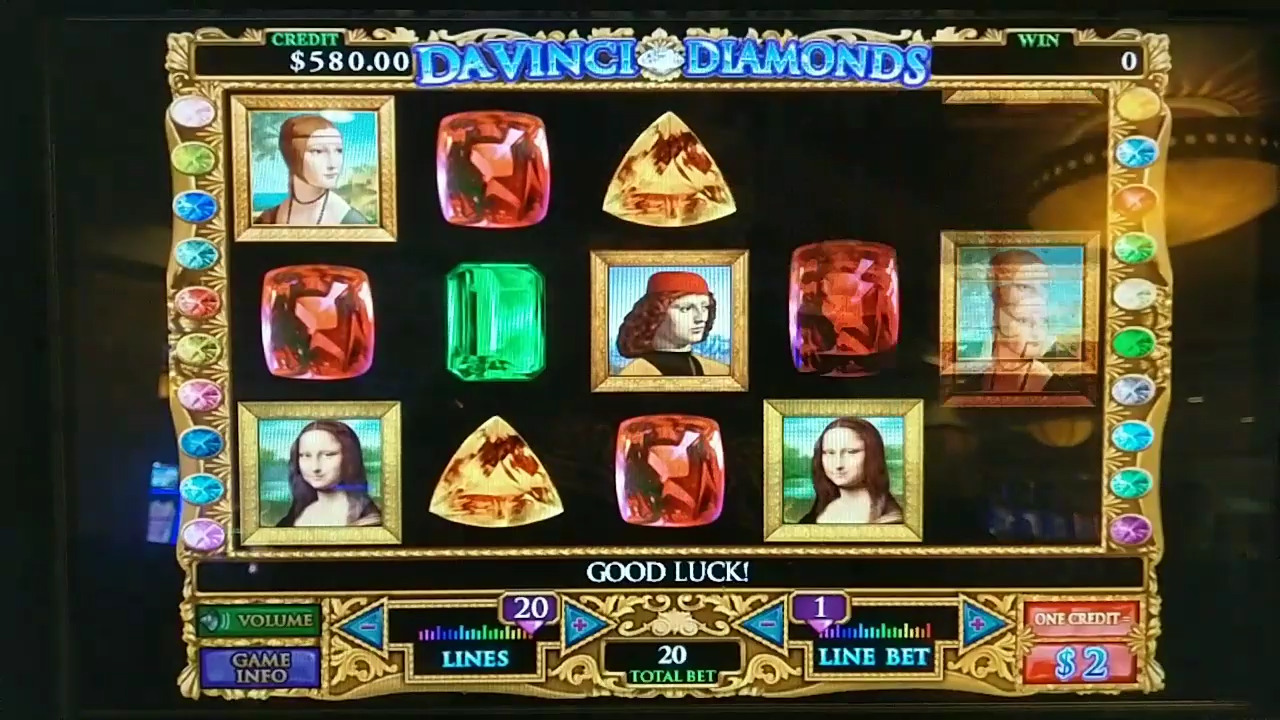 CREDIT
$580.00
DAVINCI DIAMONDS
WIN
0
GOOD LUCK!
VOLUME
GAME
INFO
20
LINES
20
TOTAL BET
1
LINE BET
ONE CREDIT =
$2